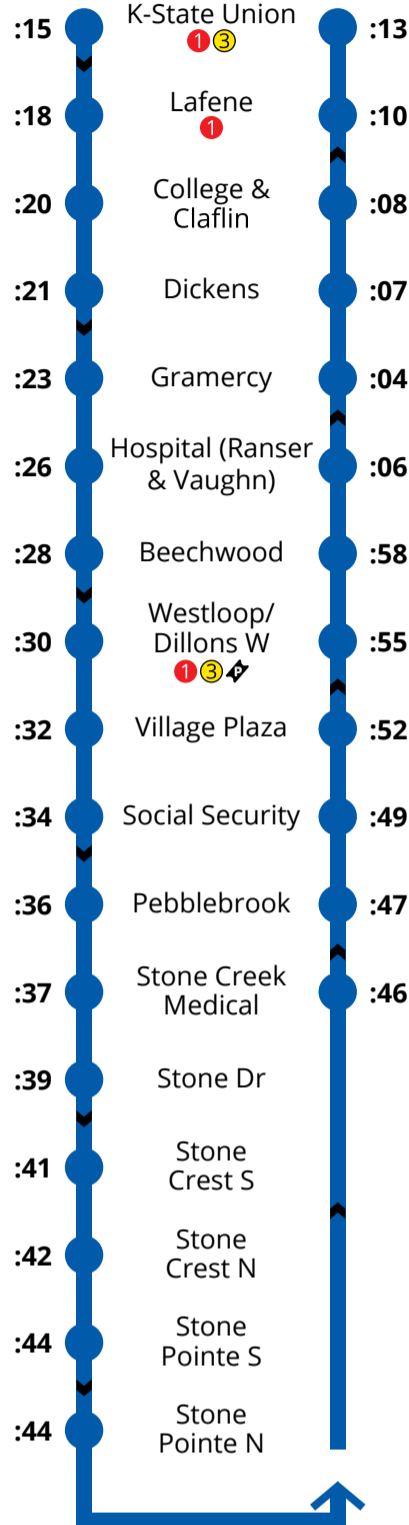 :15 K-State Union :13
1 3
:18 Lafene :10
1
:20 College & :08
Claflin
:21 Dickens :07
:23 Gramercy :04
:26 Hospital (Ranser :06
& Vaughn)
:28 Beechwood :58
Westloop/
:30 Dillons W :55
1 3 P
:32 Village Plaza :52
:34 Social Security :49
:36 Pebblebrook :47
:37 Stone Creek :46
Medical
:39 Stone Dr
:41 Stone
Crest S
:42 Stone
Crest N
:44 Stone
Pointe S
:44 Stone
Pointe N